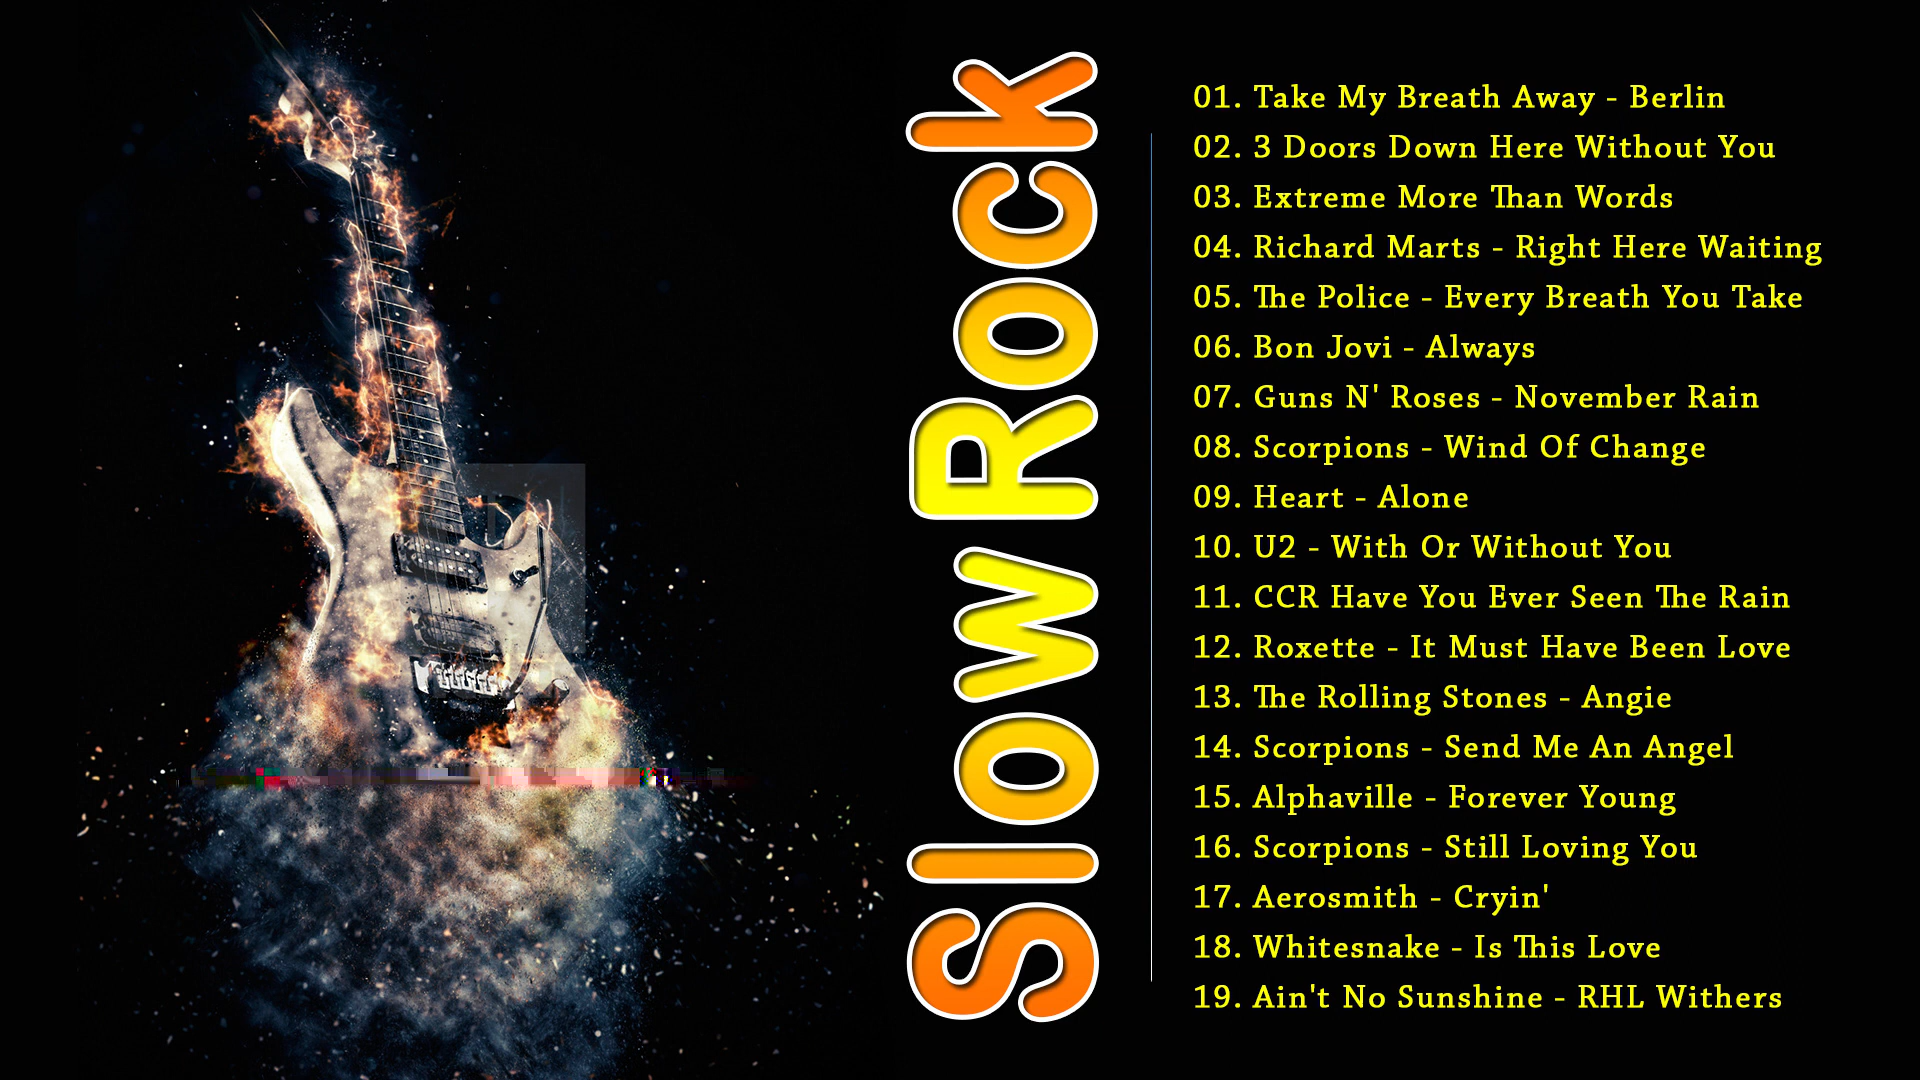 Slow Rock
01. Take My Breath Away - Berlin
02. 3 Doors Down Here Without You
03. Extreme More Than Words
04. Richard Marts - Right Here Waiting
05. The Police - Every Breath You Take
06. Bon Jovi - Always
07. Guns N' Roses - November Rain
08. Scorpions - Wind Of Change
09. Heart - Alone
10. U2 - With Or Without You
11. CCR Have You Ever Seen The Rain
12. Roxette - It Must Have Been Love
13. The Rolling Stones - Angie
14. Scorpions - Send Me An Angel
15. Alphaville - Forever Young
16. Scorpions - Still Loving You
17. Aerosmith - Cryin'
18. Whitesnake - Is This Love
19. Ain't No Sunshine - RHL Withers